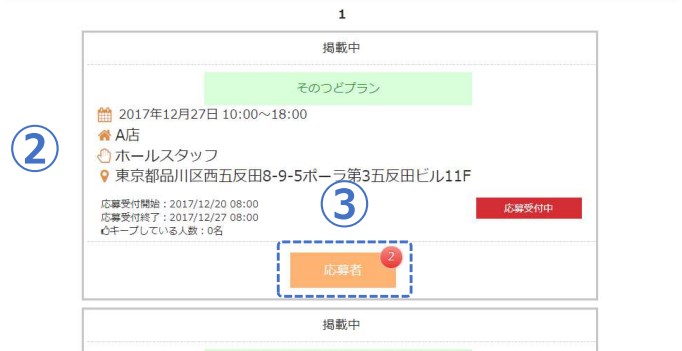 1
掲載中
そのつどプラン
2017年12月27日 10:00～18:00
A店
②
ホールスタッフ
東京都品川区西五反田8-9-5ポーラ第3五反田ビル11F
応募受付開始：2017/12/20 08:00
③
応募受付中
応募受付終了：2017/12/27 08:00
キープしている人数：0名
応募者 2
掲載中